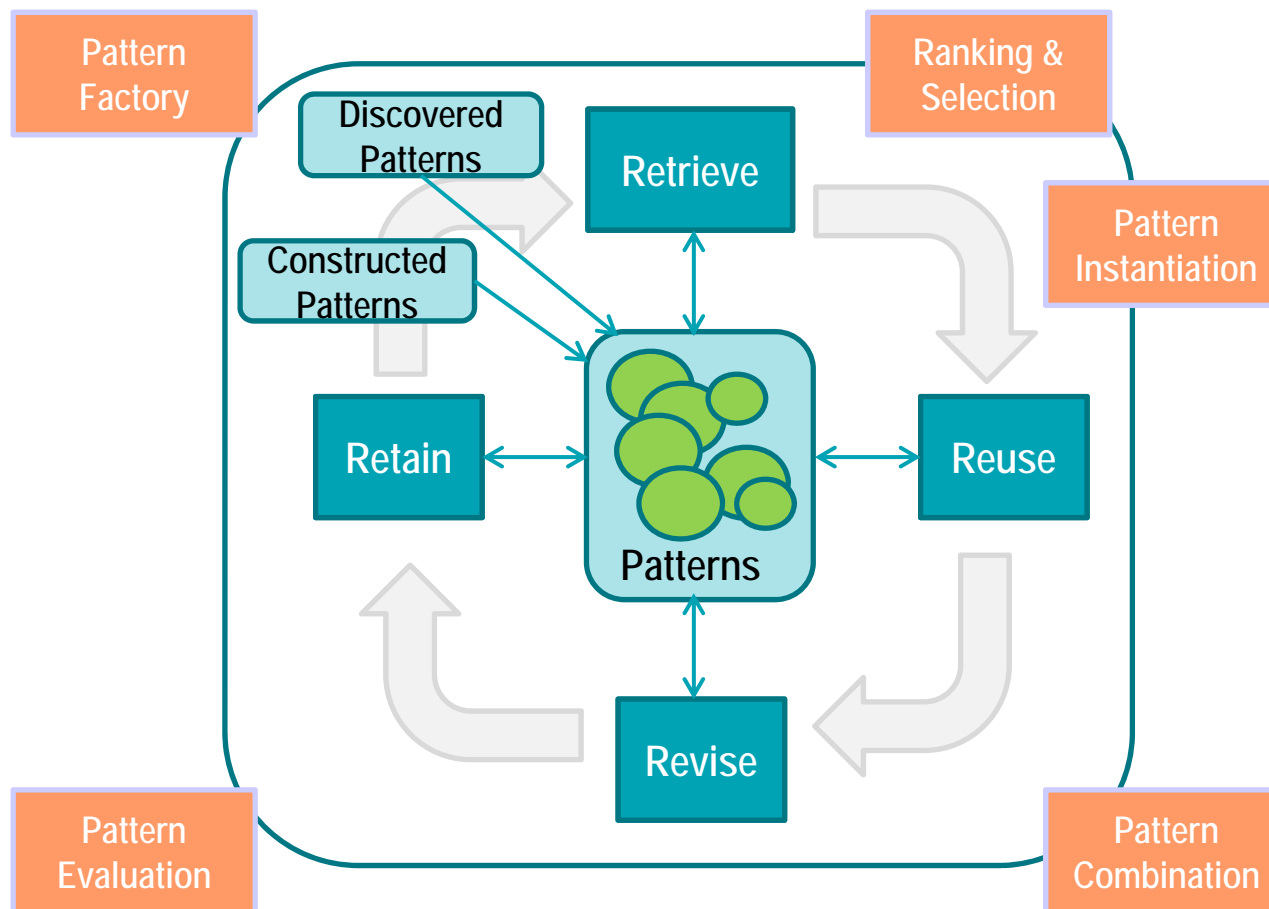 Pattern
Factory
Ranking &
Selection
Discovered
Patterns
Retrieve
Pattern
Instantiation
Constructed
Patterns
Retain
Reuse
Patterns
Revise
Pattern
Evaluation
Pattern
Combination